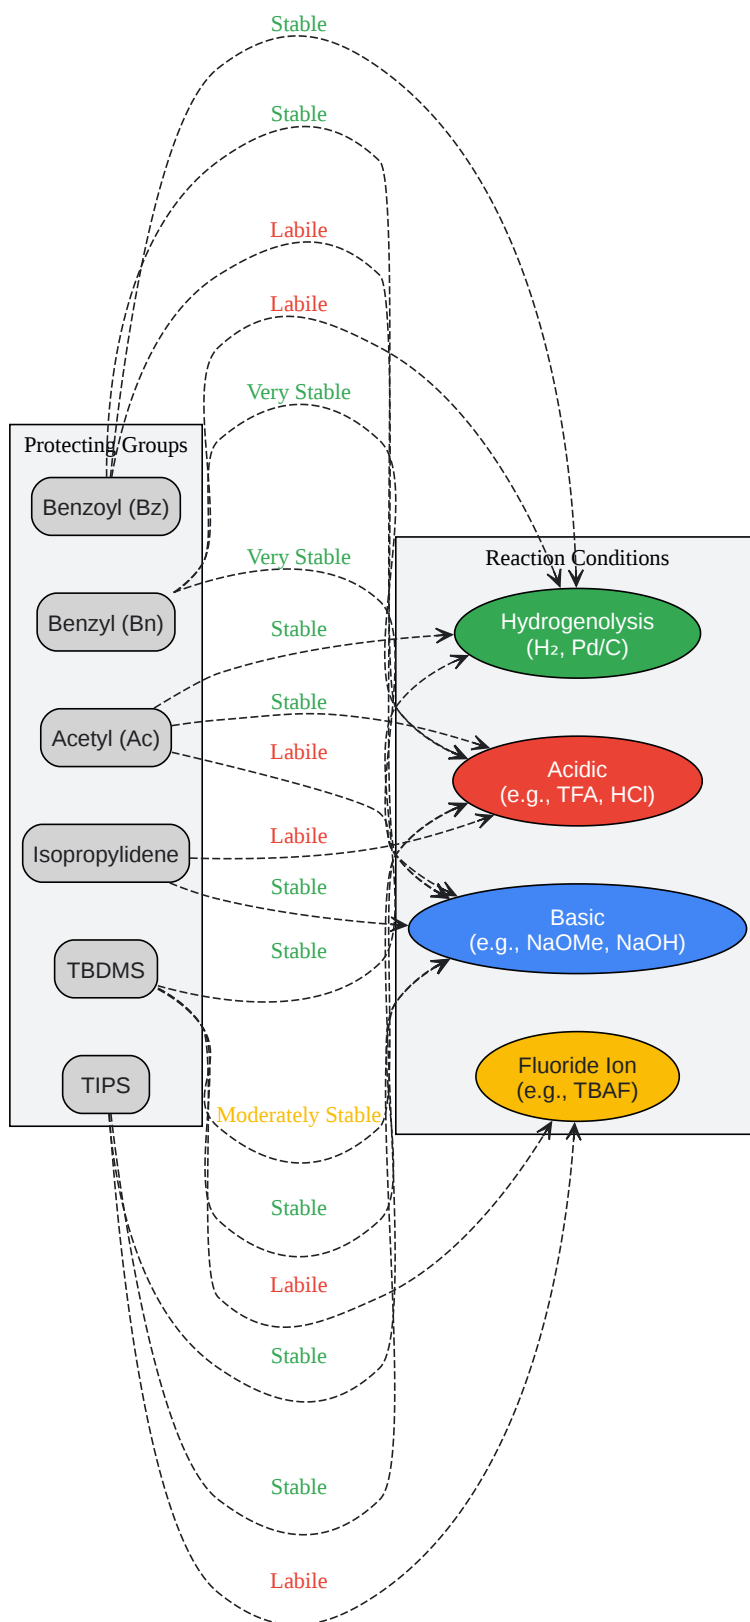 Stable
Stable
Labile
Labile
Very Stable
Protecting Groups
Benzoyl (Bz)
Benzyl (Bn)
Acetyl (Ac)
Isopropylidene
TBDMS
TIPS
Very Stable
Stable
Stable
Labile
Labile
Stable
Stable
Moderately Stable
Stable
Labile
Stable
Stable
Labile
Reaction Conditions
Hydrogenolysis
(H₂, Pd/C)
Acidic
(e.g., TFA, HCl)
Basic
(e.g., NaOMe, NaOH)
Fluoride Ion
(e.g., TBAF)